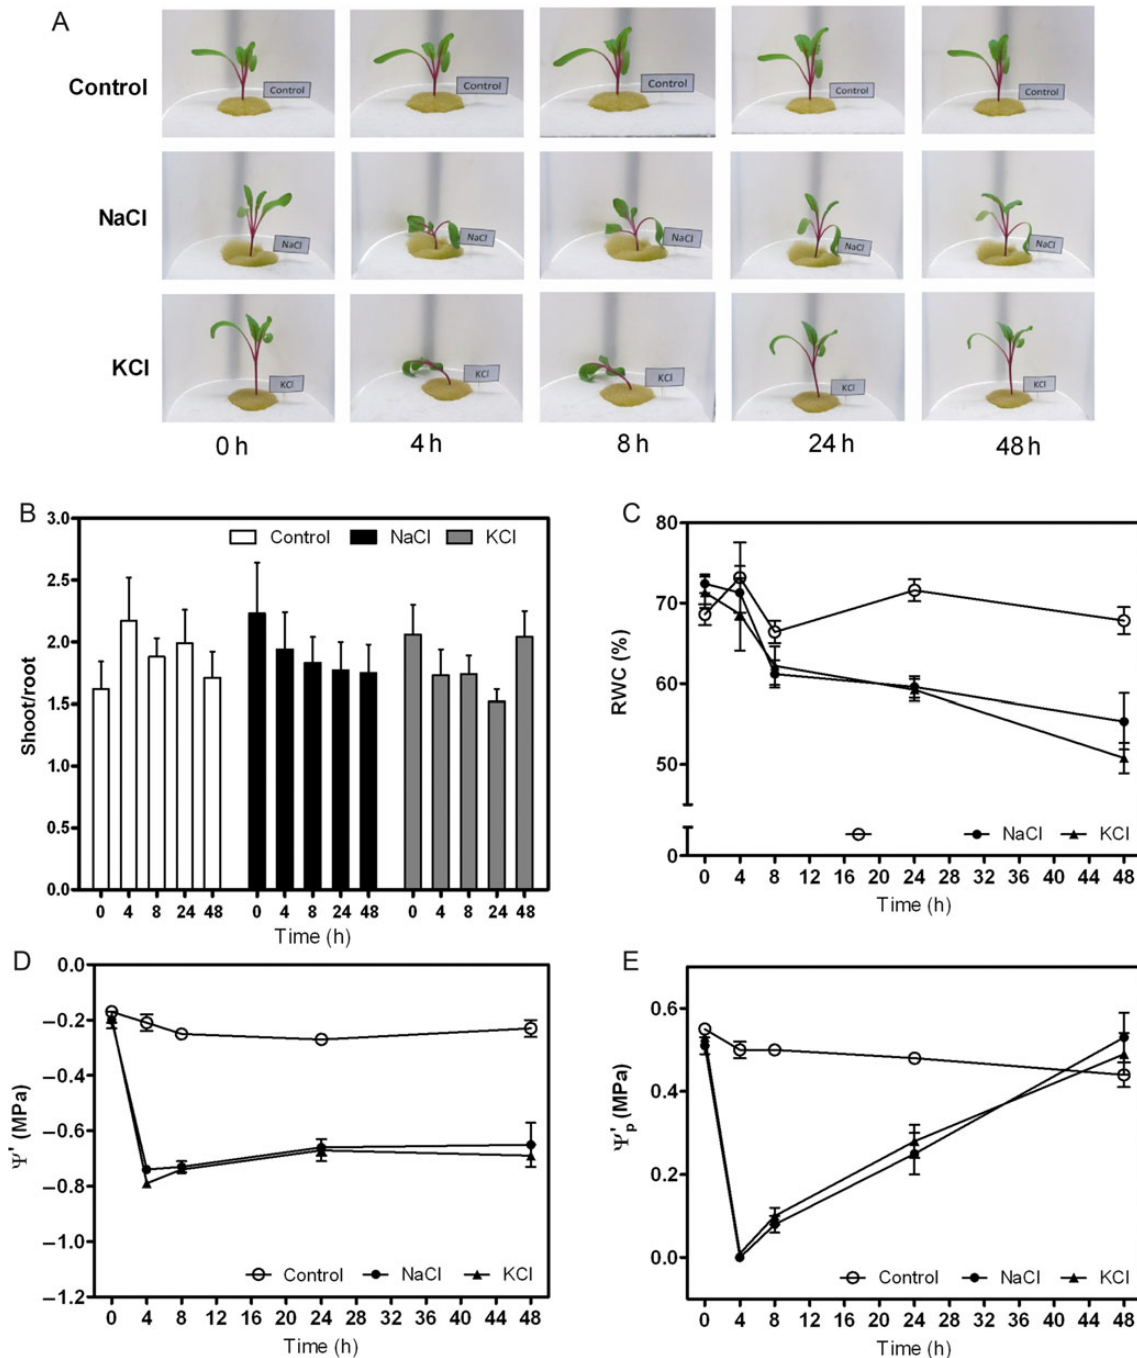 A
Control
Control
Control
Control
Control
Control
NaCl
NaCl
NaCl
NaCl
NaCl
NaCl
KCl
KCl
KCl
KCl
KCl
KCl
0 h
4 h
8 h
24 h
48 h
B
3.0
2.5
2.0
1.5
1.0
0.5
0.0
Shoot/root
Control
NaCl
KCl
0 4 8 24 48 0 4 8 24 48 0 4 8 24 48
Time (h)
C
80
70
60
50
0
RWC (%)
NaCl
KCl
0 4 8 12 16 20 24 28 32 36 40 44 48
Time (h)
D
0.0
–0.2
–0.4
–0.6
–0.8
–1.0
–1.2
Ψ' (MPa)
Control
NaCl
KCl
0 4 8 12 16 20 24 28 32 36 40 44 48
Time (h)
E
0.6
0.4
0.2
0.0
Ψ'p (MPa)
Control
NaCl
KCl
0 4 8 12 16 20 24 28 32 36 40 44 48
Time (h)